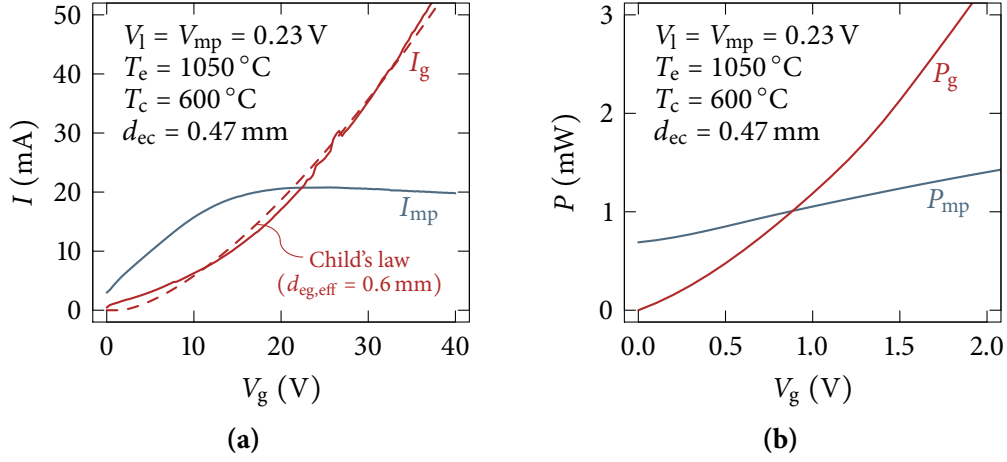 50
40
30
20
10
0
I (mA)
V_l = V_mp = 0.23 V
T_e = 1050 °C
T_c = 600 °C
d_ec = 0.47 mm
I_g
I_mp
Child's law
(d_eg,eff = 0.6 mm)
0 10 20 30 40
V_g (V)
(a)
3
2
1
0
P (mW)
V_l = V_mp = 0.23 V
T_e = 1050 °C
T_c = 600 °C
d_ec = 0.47 mm
P_g
P_mp
0.0 0.5 1.0 1.5 2.0
V_g (V)
(b)